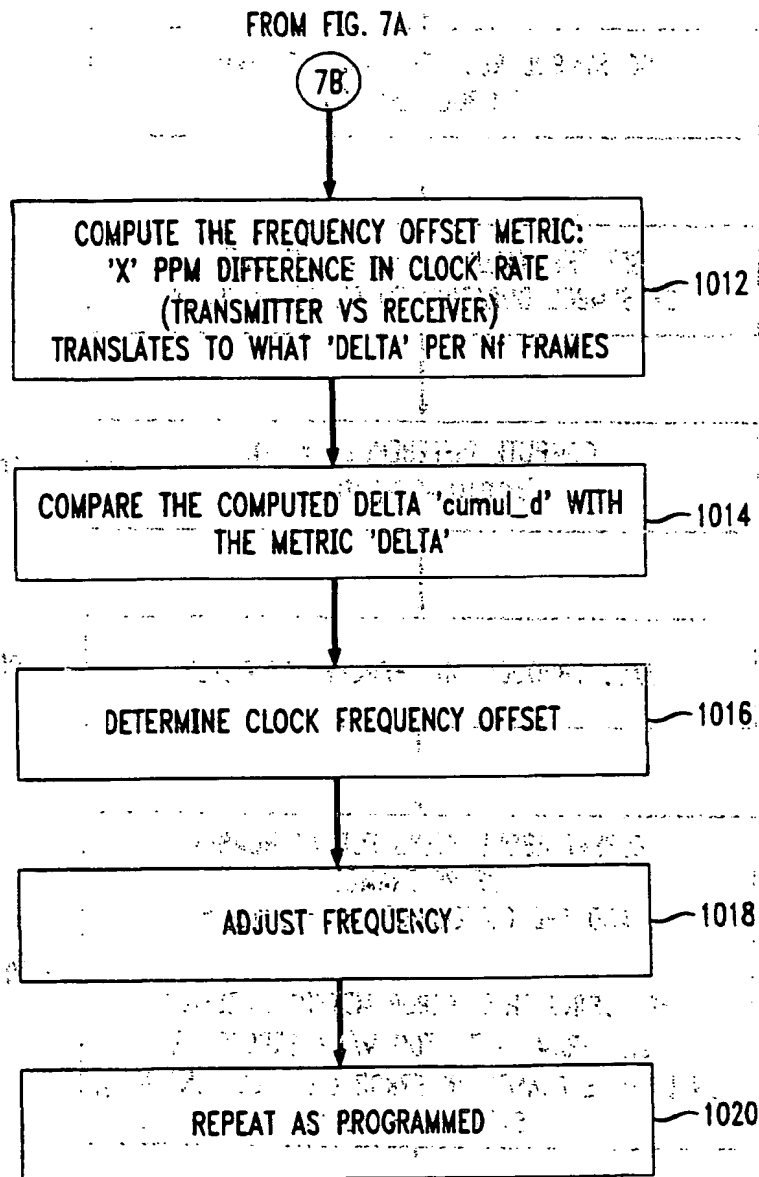 FROM FIG. 7A
7B
COMPUTE THE FREQUENCY OFFSET METRIC:
'X' PPM DIFFERENCE IN CLOCK RATE
(TRANSMITTER VS RECEIVER)
TRANSLATES TO WHAT 'DELTA' PER Nf FRAMES
1012
COMPARE THE COMPUTED DELTA 'cumul_d' WITH
THE METRIC 'DELTA'
1014
DETERMINE CLOCK FREQUENCY OFFSET
1016
ADJUST FREQUENCY
1018
REPEAT AS PROGRAMMED
1020